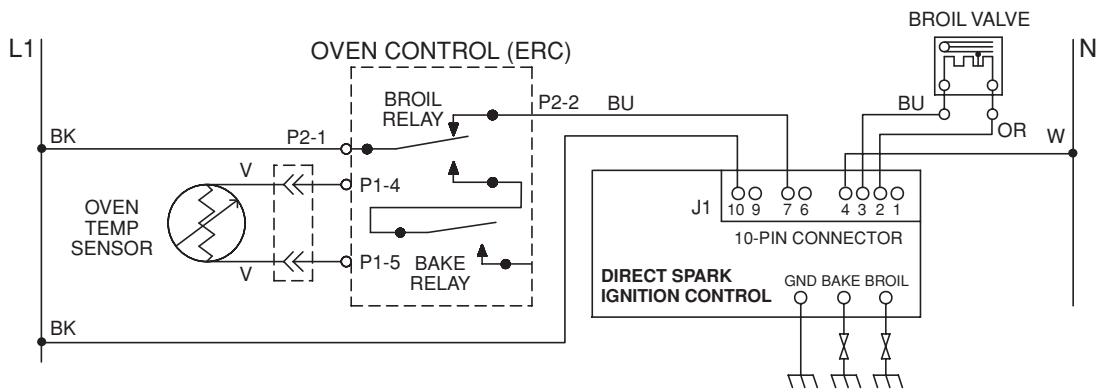 BROIL VALVE
L1
N
OVEN CONTROL (ERC)
BROIL
RELAY
P2-2
BU
BU
OR
BK
P2-1
W
V
P1-4
OVEN
TEMP
SENSOR
J1
10 9 7 6 4 3 2 1
10-PIN CONNECTOR
V
P1-5
BAKE
RELAY
DIRECT SPARK
IGNITION CONTROL
GND BAKE BROIL
BK